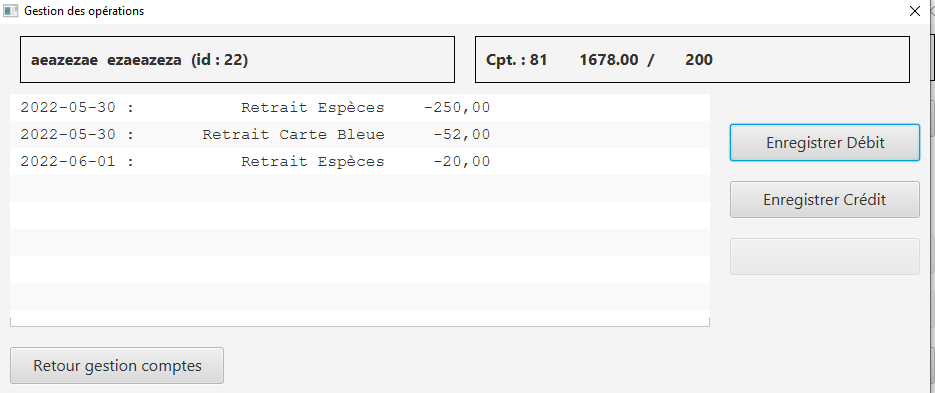 Gestion des opérations
aeazezae ezaeazeza (id : 22)
Cpt. : 81 1678.00 / 200
2022-05-30 : Retrait Espèces -250,00
2022-05-30 : Retrait Carte Bleue -52,00
2022-06-01 : Retrait Espèces -20,00
Enregistrer Débit
Enregistrer Crédit
Retour gestion comptes